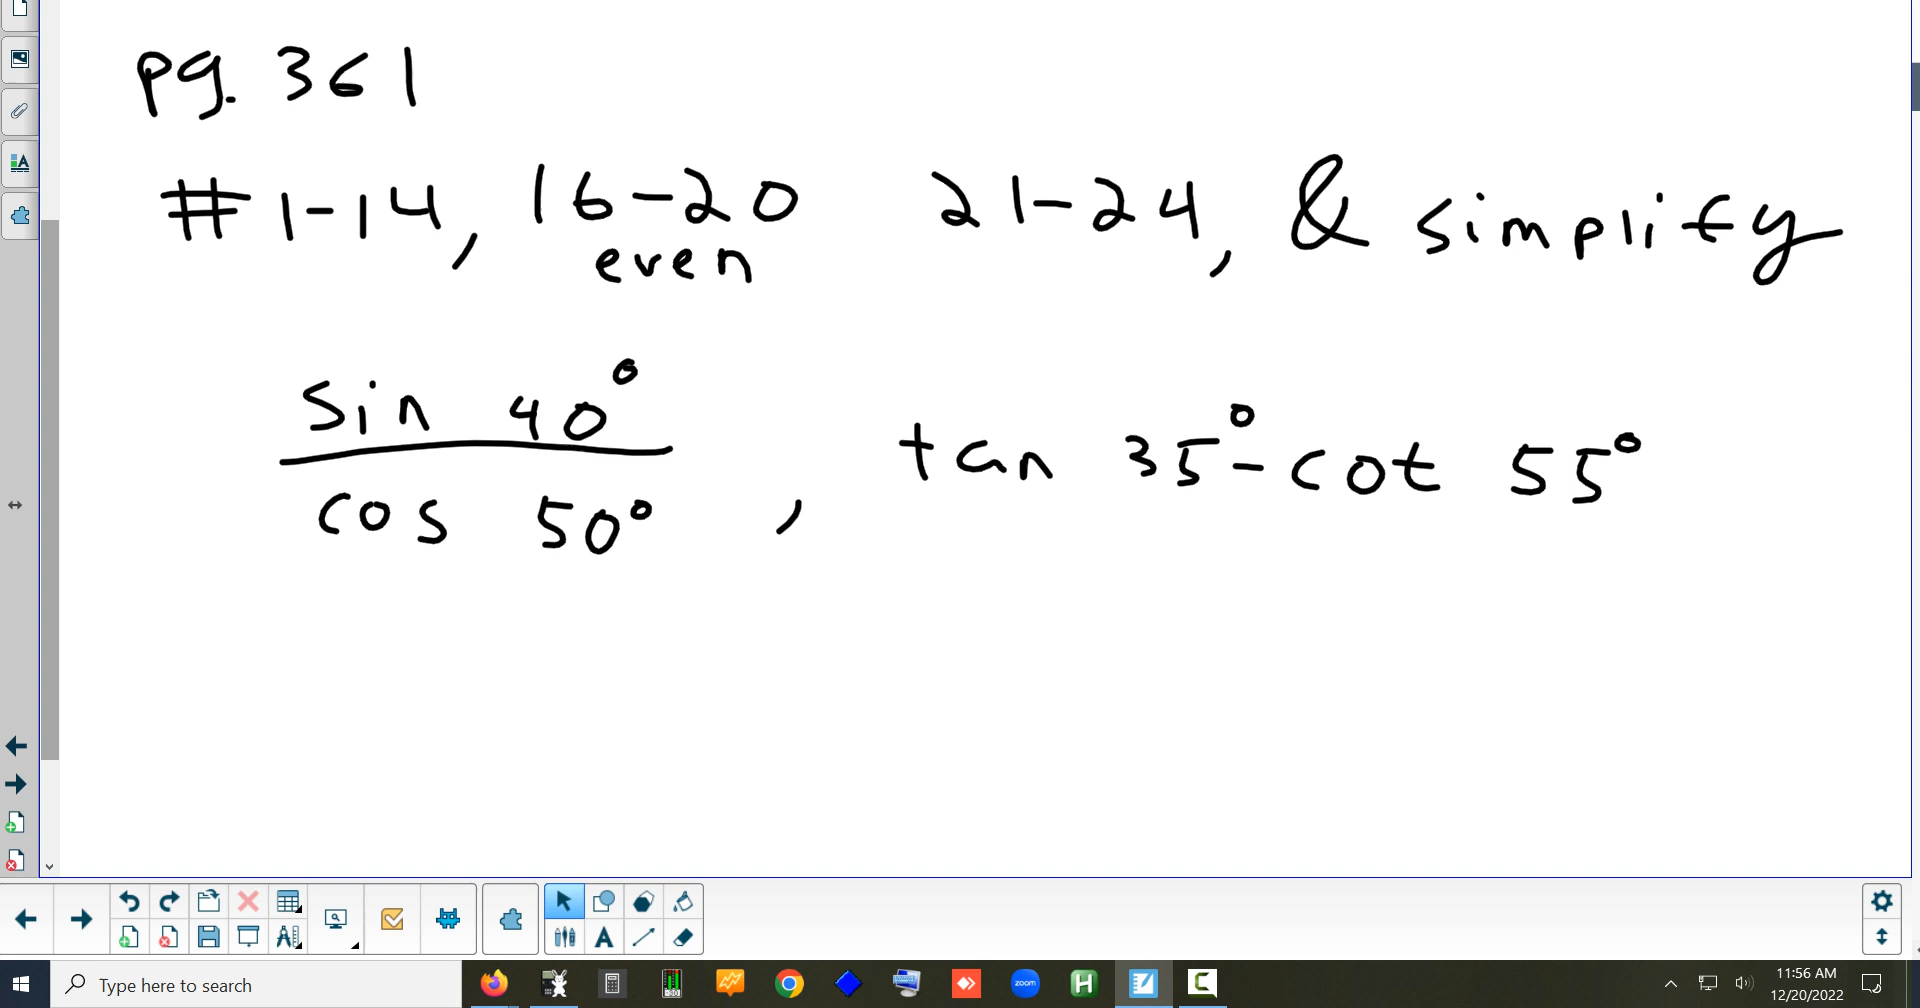 pg. 361
#1-14, 16-20 21-24, & simplify
even
sin 40°
cos 50° , tan 35° - cot 55°
Type here to search
zoom
H
C
11:56 AM
12/20/2022